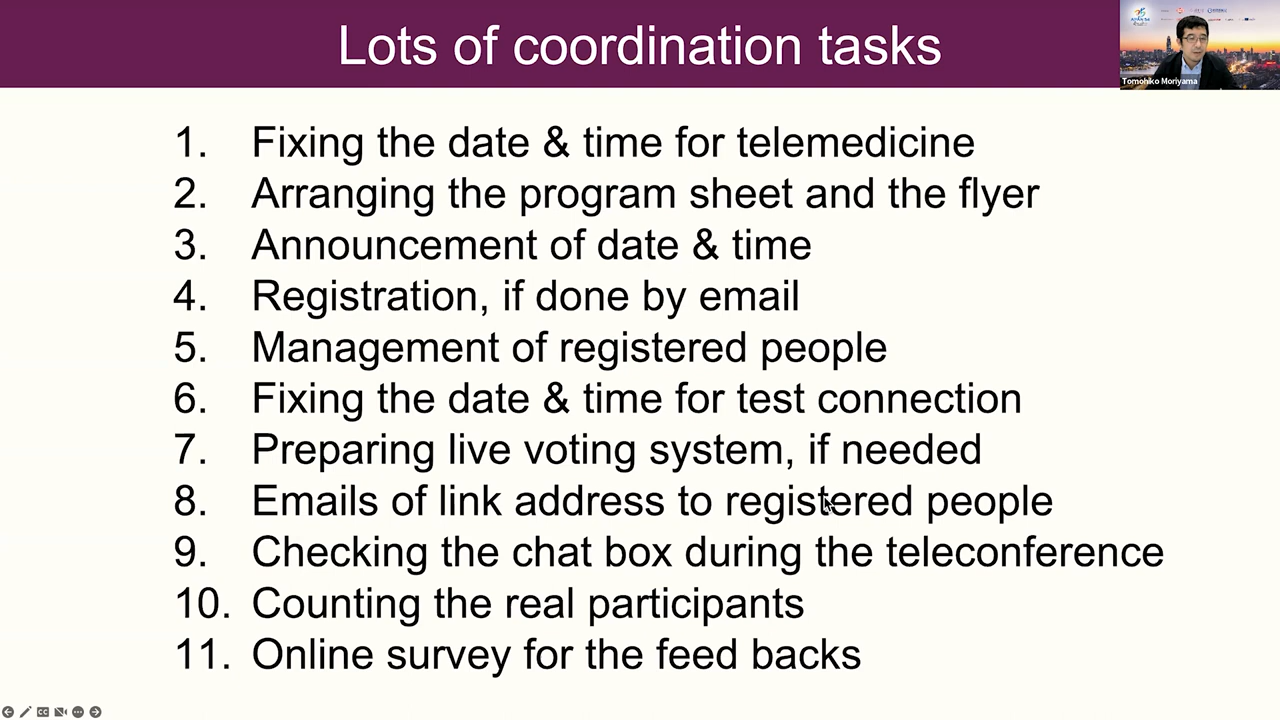 Lots of coordination tasks
Tomohiko Moriyama
1. Fixing the date & time for telemedicine
2. Arranging the program sheet and the flyer
3. Announcement of date & time
4. Registration, if done by email
5. Management of registered people
6. Fixing the date & time for test connection
7. Preparing live voting system, if needed
8. Emails of link address to registered people
9. Checking the chat box during the teleconference
10. Counting the real participants
11. Online survey for the feed backs